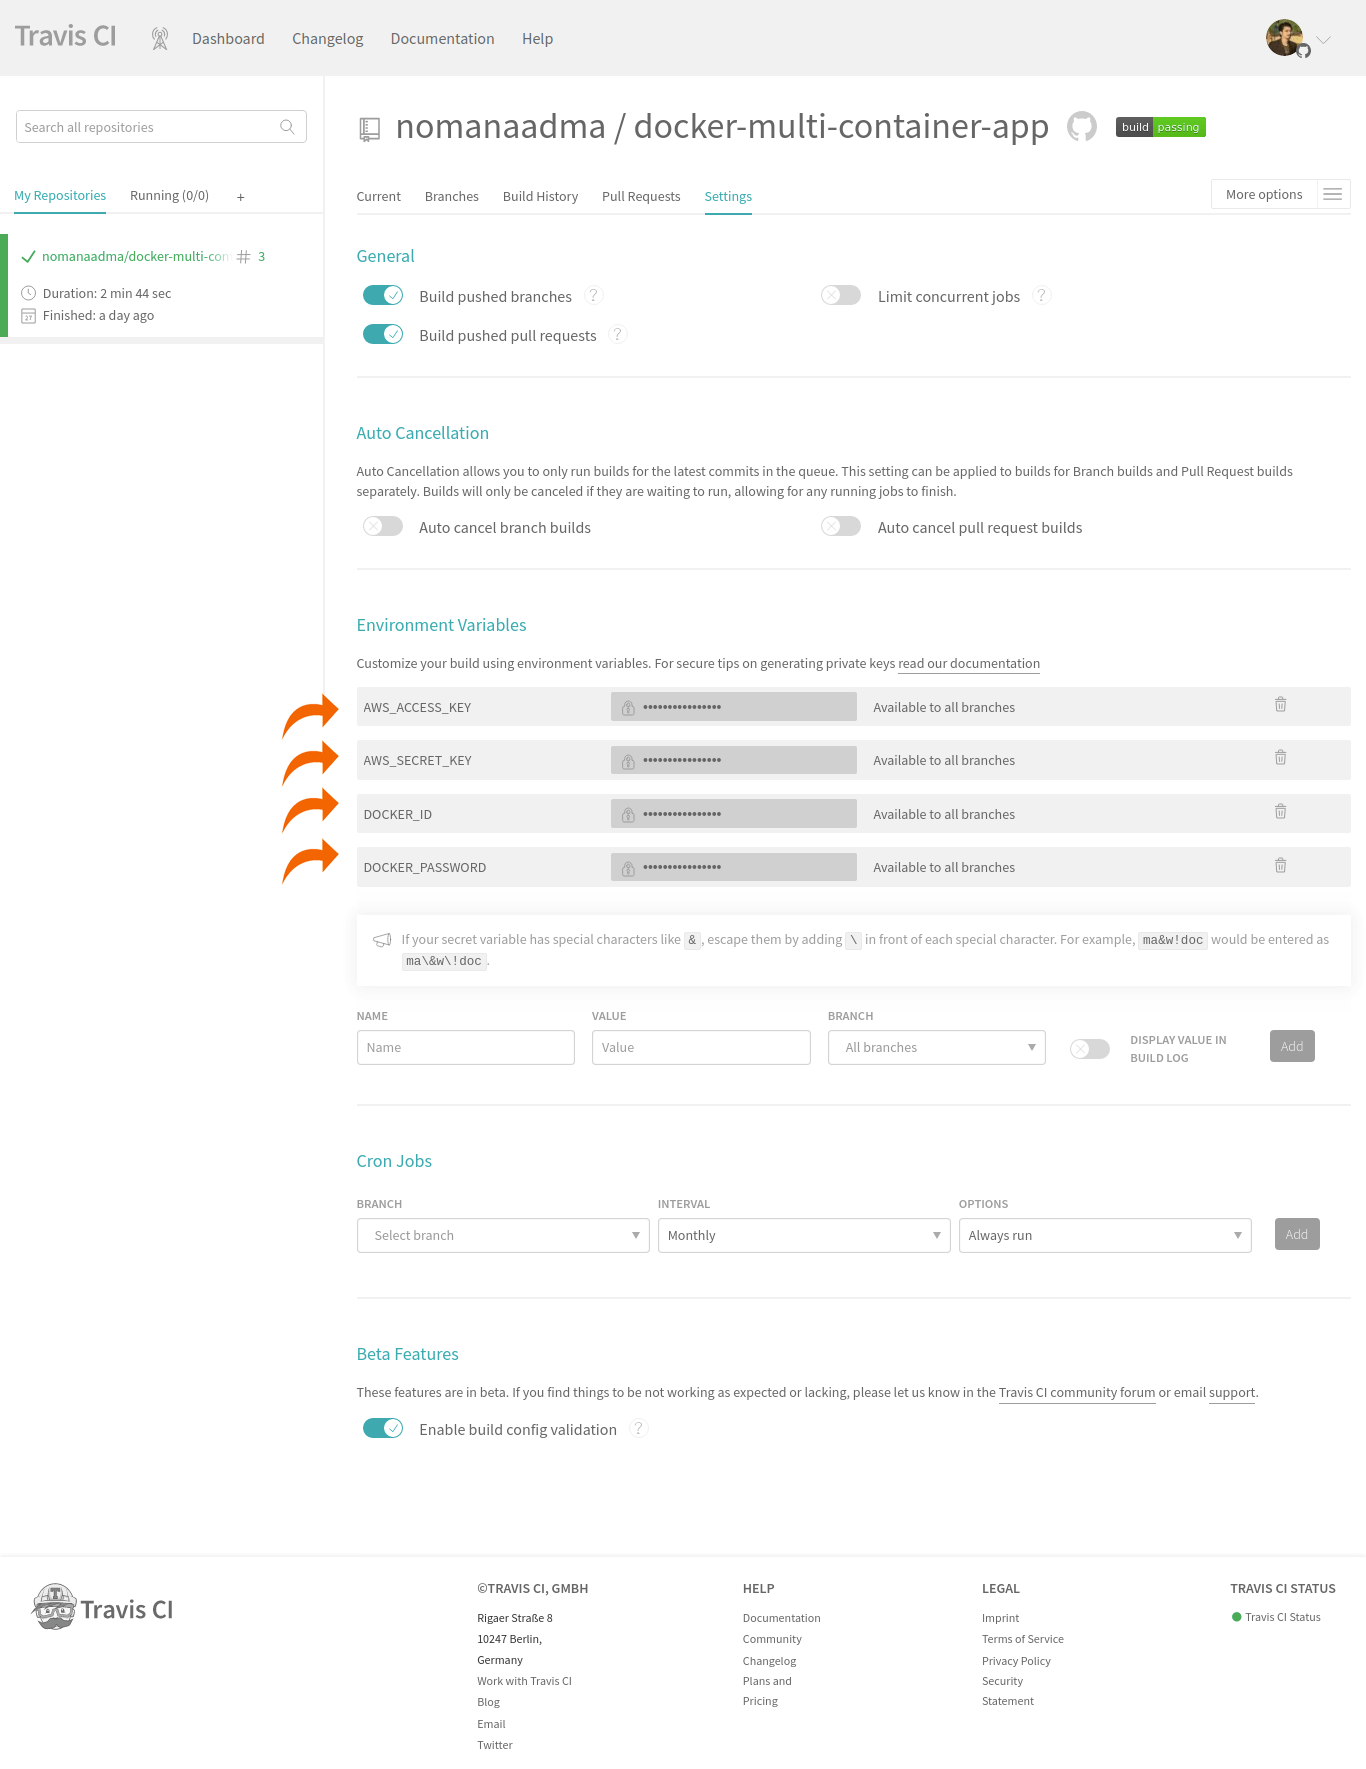 Travis CI
Dashboard
Changelog
Documentation
Help
Search all repositories
My Repositories
Running (0/0)
+
nomanaadma/docker-multi-con
# 3
Duration: 2 min 44 sec
Finished: a day ago
nomanaadma / docker-multi-container-app
build passing
Current
Branches
Build History
Pull Requests
Settings
More options
General
Build pushed branches ?
Limit concurrent jobs ?
Build pushed pull requests ?
Auto Cancellation
Auto Cancellation allows you to only run builds for the latest commits in the queue. This setting can be applied to builds for Branch builds and Pull Request builds
separately. Builds will only be canceled if they are waiting to run, allowing for any running jobs to finish.
Auto cancel branch builds
Auto cancel pull request builds
Environment Variables
Customize your build using environment variables. For secure tips on generating private keys read our documentation
AWS_ACCESS_KEY •••••••••••••••• Available to all branches
AWS_SECRET_KEY •••••••••••••••• Available to all branches
DOCKER_ID •••••••••••••••• Available to all branches
DOCKER_PASSWORD •••••••••••••••• Available to all branches
If your secret variable has special characters like &, escape them by adding \ in front of each special character. For example, ma&w!doc would be entered as
ma\&w\!doc.
NAME
VALUE
BRANCH
Name
Value
All branches
DISPLAY VALUE IN
BUILD LOG
Add
Cron Jobs
BRANCH
INTERVAL
OPTIONS
Select branch
Monthly
Always run
Add
Beta Features
These features are in beta. If you find things to be not working as expected or lacking, please let us know in the Travis CI community forum or email support.
Enable build config validation ?
Travis CI
©TRAVIS CI, GMBH
Rigaer Straße 8
10247 Berlin,
Germany
Work with Travis CI
Blog
Email
Twitter
HELP
Documentation
Community
Changelog
Plans and
Pricing
LEGAL
Imprint
Terms of Service
Privacy Policy
Security
Statement
TRAVIS CI STATUS
Travis CI Status